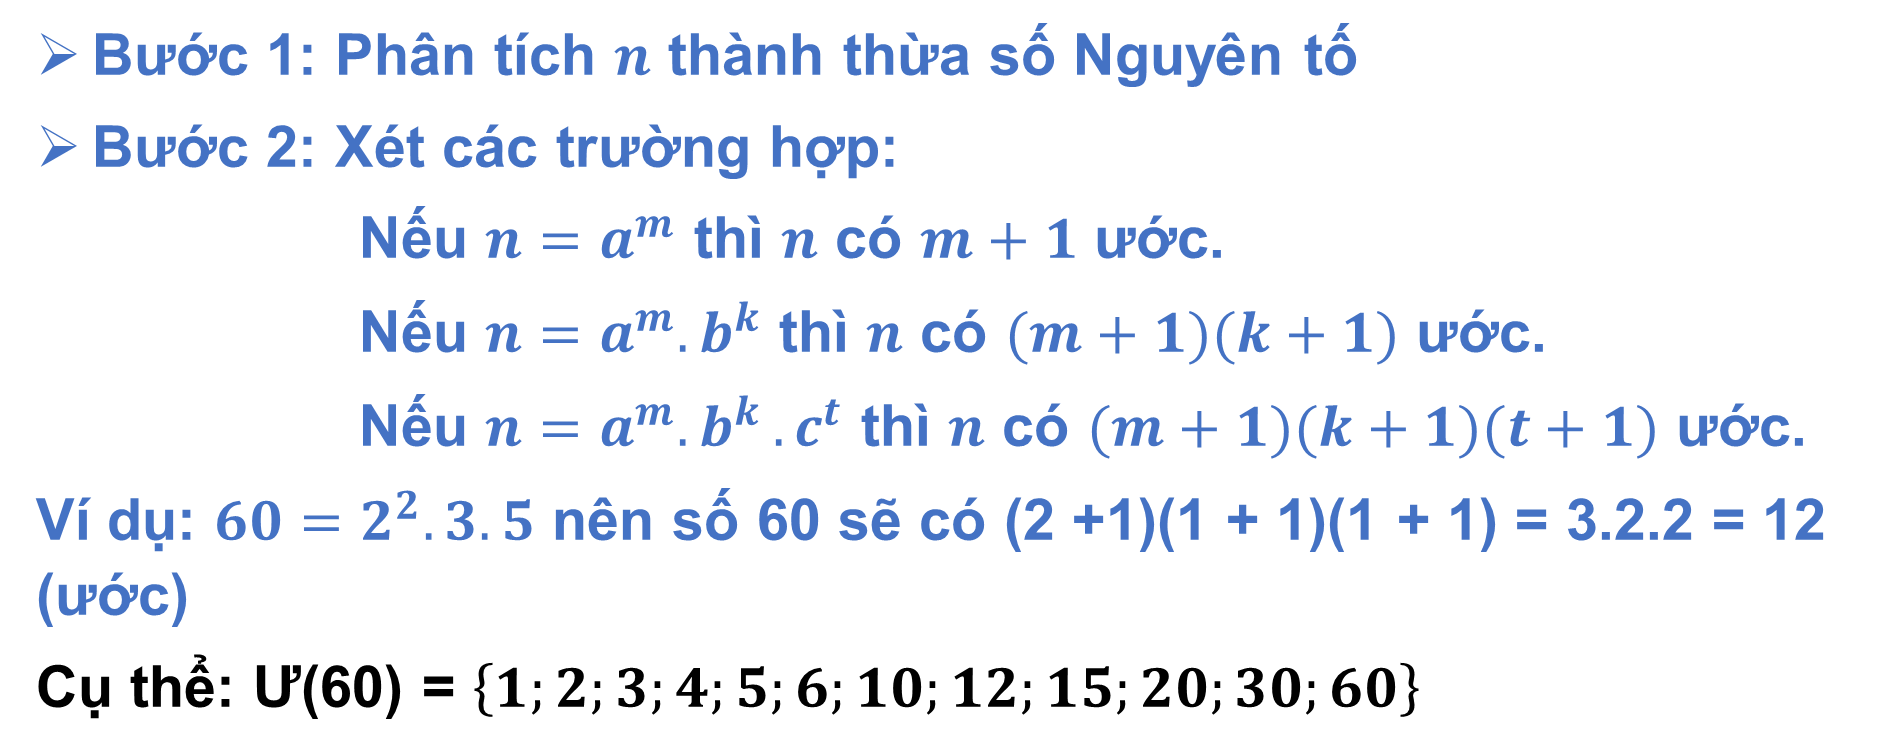 ➢ Bước 1: Phân tích n thành thừa số Nguyên tố
➢ Bước 2: Xét các trường hợp:
Nếu n = a^m thì n có m + 1 ước.
Nếu n = a^m. b^k thì n có (m + 1)(k + 1) ước.
Nếu n = a^m. b^k . c^t thì n có (m + 1)(k + 1)(t + 1) ước.
Ví dụ: 60 = 2². 3. 5 nên số 60 sẽ có (2 +1)(1 + 1)(1 + 1) = 3.2.2 = 12
(ước)
Cụ thể: Ư(60) = {1; 2; 3; 4; 5; 6; 10; 12; 15; 20; 30; 60}